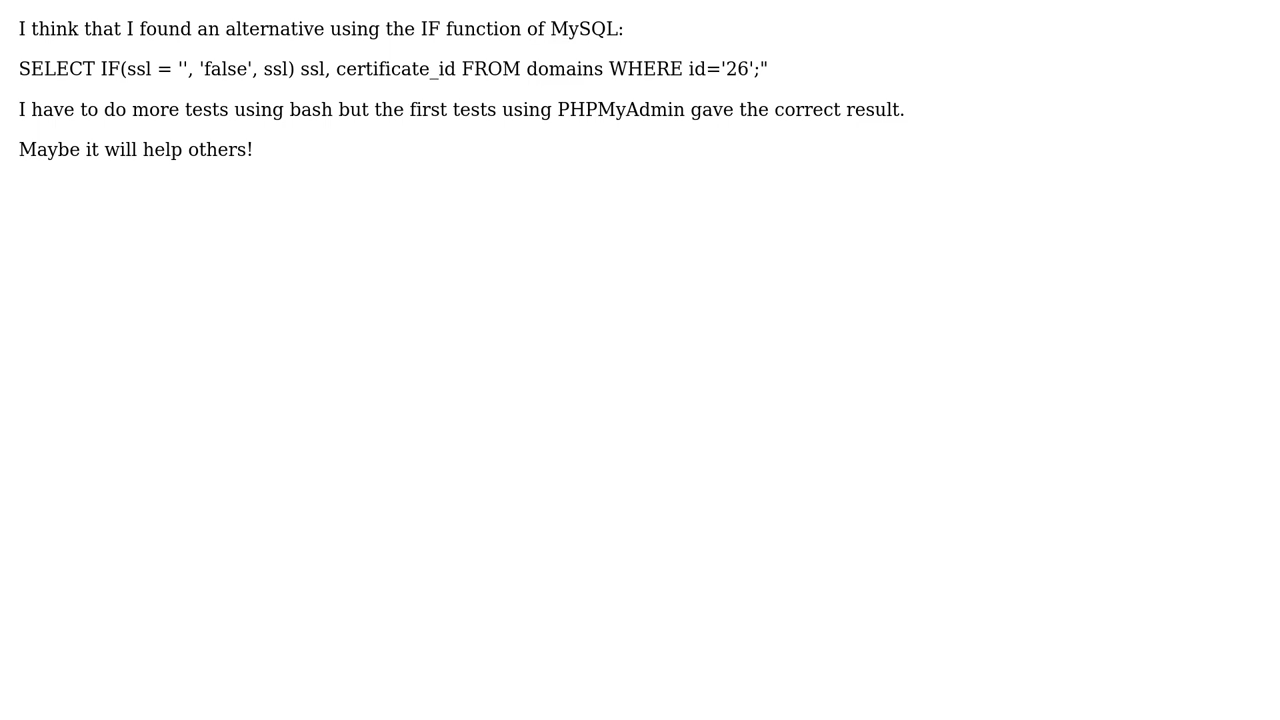 I think that I found an alternative using the IF function of MySQL:
SELECT IF(ssl = '', 'false', ssl) ssl, certificate_id FROM domains WHERE id='26';"
I have to do more tests using bash but the first tests using PHPMyAdmin gave the correct result.
Maybe it will help others!